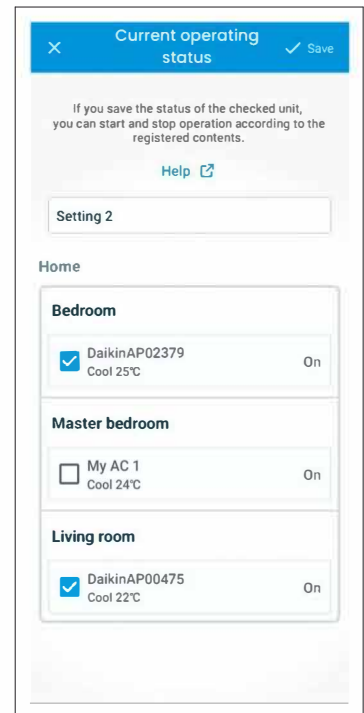 Current operating
status
Save
If you save the status of the checked unit,
you can start and stop operation according to the
registered contents.
Help
Setting 2
Home
Bedroom
DaikinAP02379
Cool 25℃
On
Master bedroom
My AC 1
Cool 24℃
On
Living room
DaikinAP00475
Cool 22℃
On